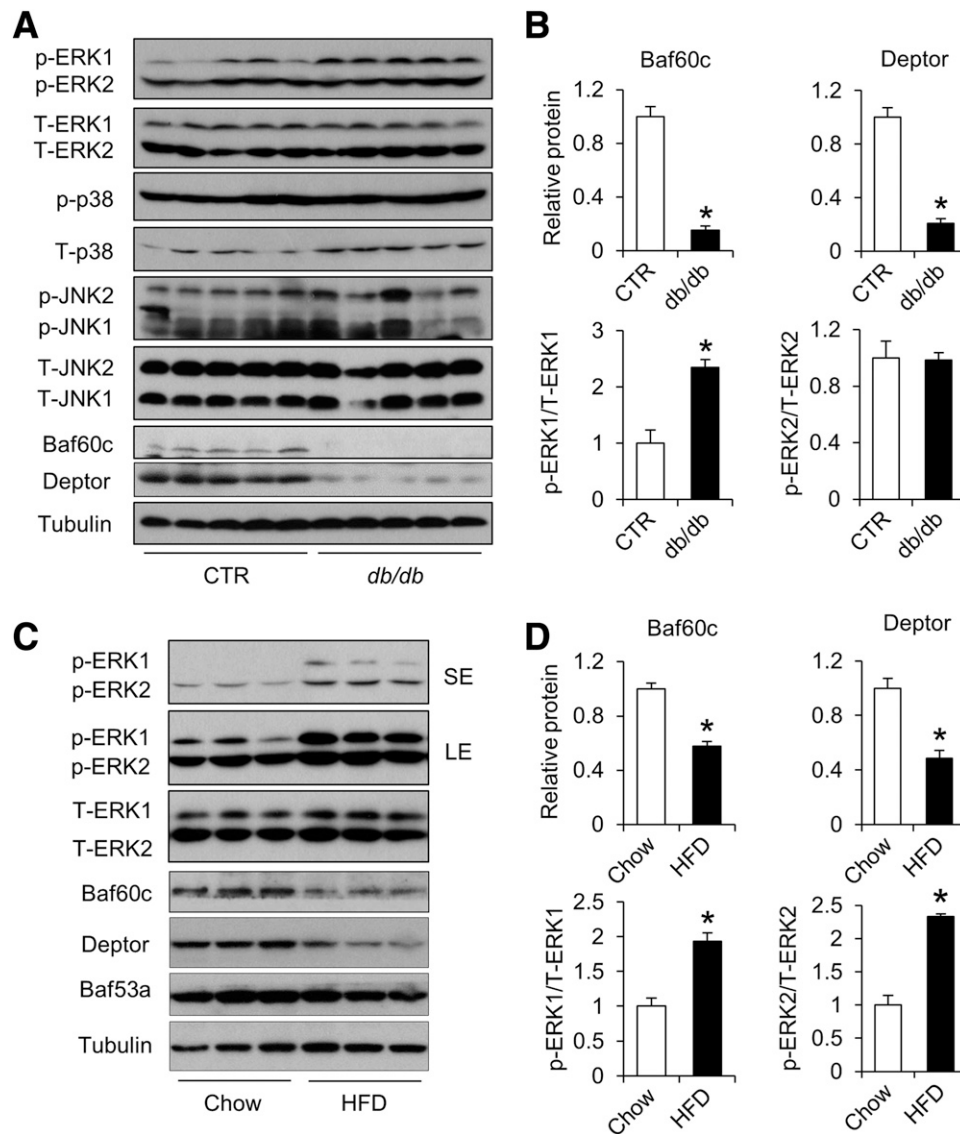 A
p-ERK1
p-ERK2
T-ERK1
T-ERK2
p-p38
T-p38
p-JNK2
p-JNK1
T-JNK2
T-JNK1
Baf60c
Deptor
Tubulin
CTR
db/db
B
Baf60c
Relative protein
1.2
0.8
0.4
0
*
CTR
db/db
Deptor
1.2
0.8
0.4
0
*
CTR
db/db
p-ERK1/T-ERK1
3
2
1
0
*
CTR
db/db
p-ERK2/T-ERK2
1.2
0.8
0.4
0
CTR
db/db
C
p-ERK1
p-ERK2
SE
p-ERK1
p-ERK2
LE
T-ERK1
T-ERK2
Baf60c
Deptor
Baf53a
Tubulin
Chow
HFD
D
Baf60c
Relative protein
1.2
0.8
0.4
0
*
Chow
HFD
Deptor
1.2
0.8
0.4
0
*
Chow
HFD
p-ERK1/T-ERK1
2.5
2
1.5
1
0.5
0
*
Chow
HFD
p-ERK2/T-ERK2
2.5
2
1.5
1
0.5
0
*
Chow
HFD